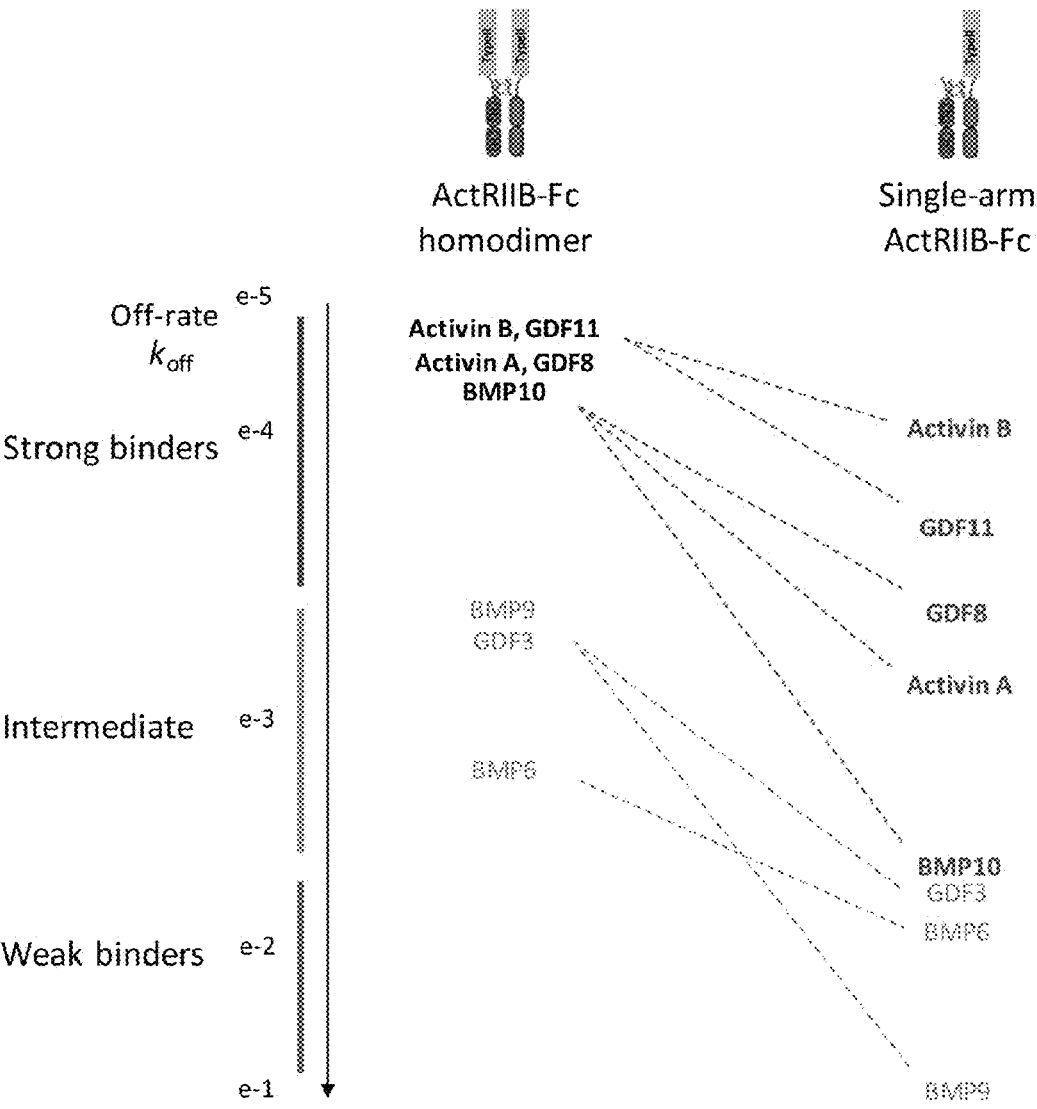 ActRIIB-Fc
homodimer
Single-arm
ActRIIB-Fc
Off-rate
koff
e-5
Activin B, GDF11
Activin A, GDF8
BMP10
Strong binders
e-4
Activin B
GDF11
GDF8
Activin A
BMP9
GDF3
Intermediate
e-3
BMP6
BMP10
GDF3
BMP6
Weak binders
e-2
e-1
BMP9